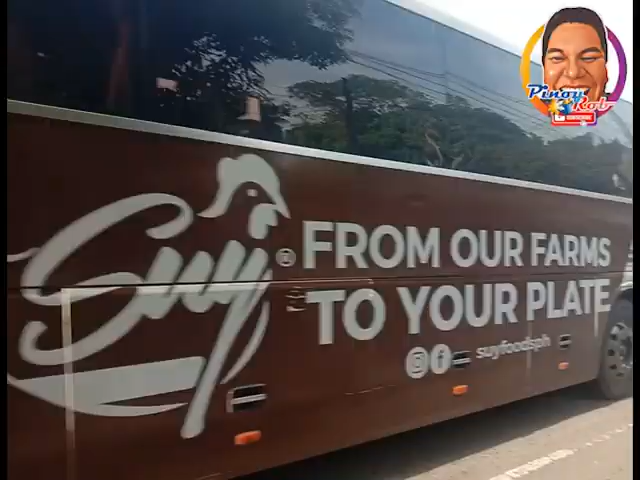 Pinoy
Rob
Suy®
FROM OUR FARMS
TO YOUR PLATE
suyfoodsph